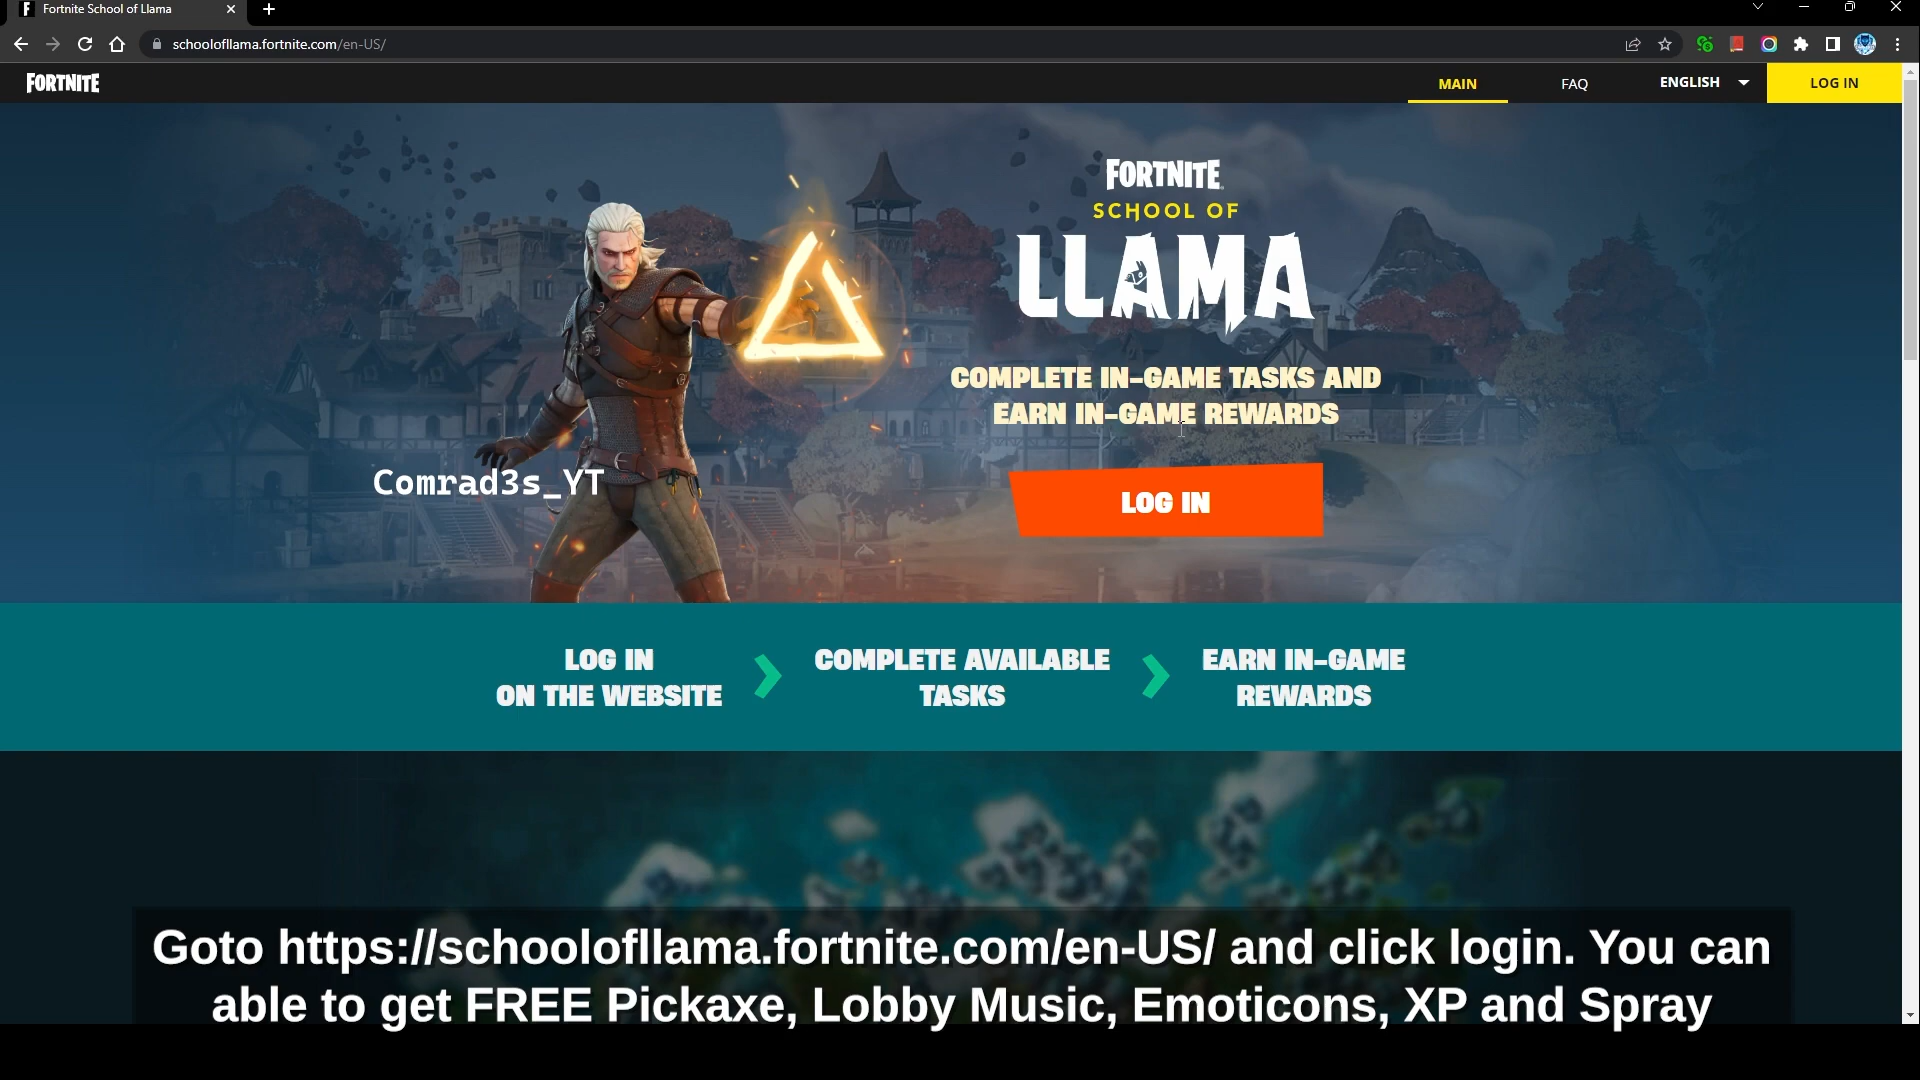 Fortnite School of Llama
schoolofllama.fortnite.com/en-US/
FORTNITE
MAIN
FAQ
ENGLISH
LOG IN
FORTNITE
SCHOOL OF
LLAMA
COMPLETE IN-GAME TASKS AND
EARN IN-GAME REWARDS
Comrad3s_YT
LOG IN
LOG IN
ON THE WEBSITE
COMPLETE AVAILABLE
TASKS
EARN IN-GAME
REWARDS
Goto https://schoolofllama.fortnite.com/en-US/ and click login. You can
able to get FREE Pickaxe, Lobby Music, Emoticons, XP and Spray